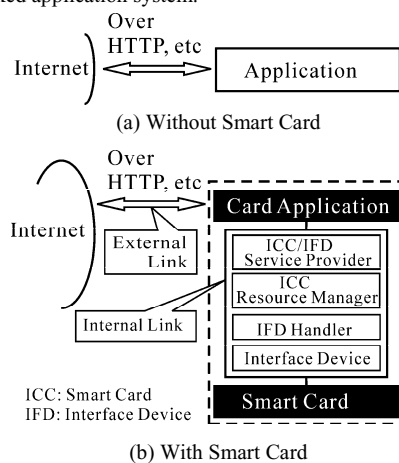 ked application system.
Over
HTTP, etc
Internet
Application
(a) Without Smart Card
Over
HTTP, etc
Internet
Card Application
External
Link
ICC/IFD
Service Provider
ICC
Resource Manager
Internal Link
IFD Handler
Interface Device
ICC: Smart Card
IFD: Interface Device
Smart Card
(b) With Smart Card